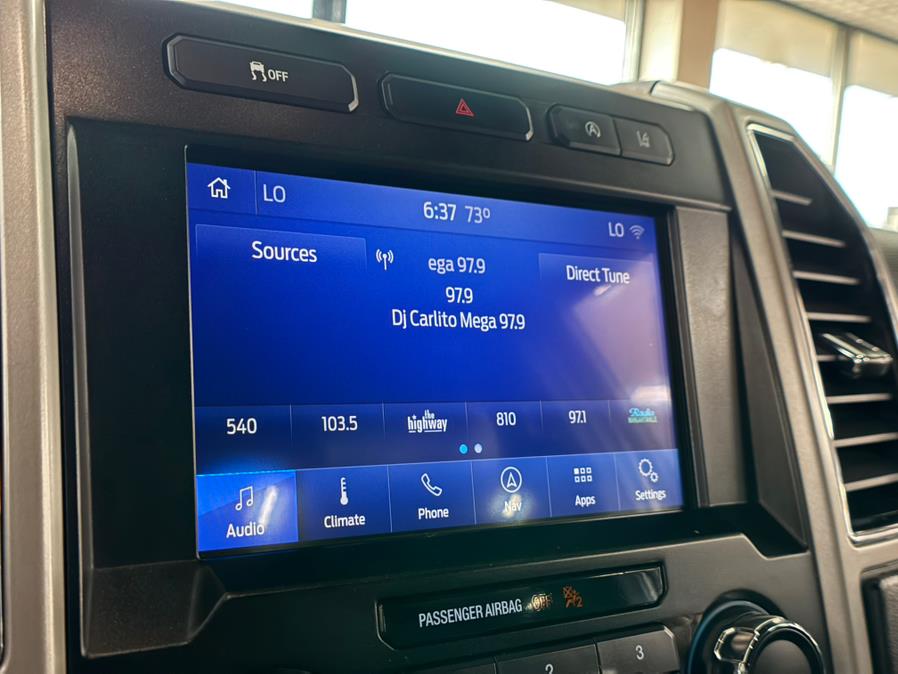 OFF
LO
6:37 73°
LO
Sources
ega 97.9
Direct Tune
97.9
Dj Carlito Mega 97.9
540
103.5
the highway
810
97.1
Radio
Audio
Climate
Phone
Nav
Apps
Settings
PASSENGER AIRBAG OFF
2
2
3